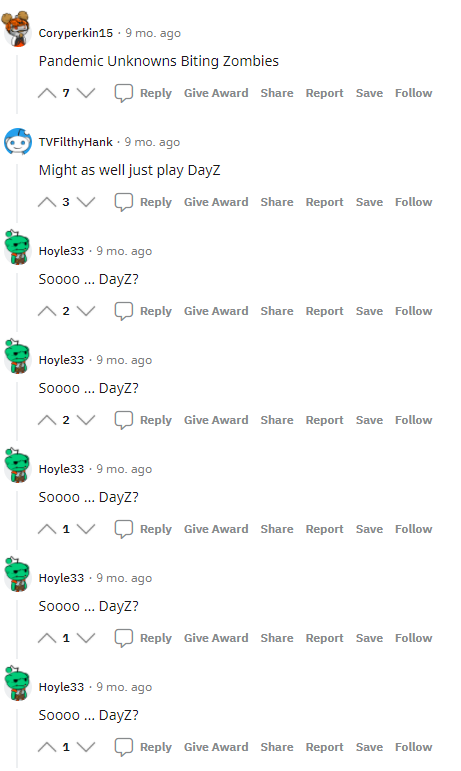 Coryperkin15 · 9 mo. ago
Pandemic Unknowns Biting Zombies
7 Reply Give Award Share Report Save Follow
TVFilthyHank · 9 mo. ago
Might as well just play DayZ
3 Reply Give Award Share Report Save Follow
Hoyle33 · 9 mo. ago
Soooo ... DayZ?
2 Reply Give Award Share Report Save Follow
Hoyle33 · 9 mo. ago
Soooo ... DayZ?
2 Reply Give Award Share Report Save Follow
Hoyle33 · 9 mo. ago
Soooo ... DayZ?
1 Reply Give Award Share Report Save Follow
Hoyle33 · 9 mo. ago
Soooo ... DayZ?
1 Reply Give Award Share Report Save Follow
Hoyle33 · 9 mo. ago
Soooo ... DayZ?
1 Reply Give Award Share Report Save Follow